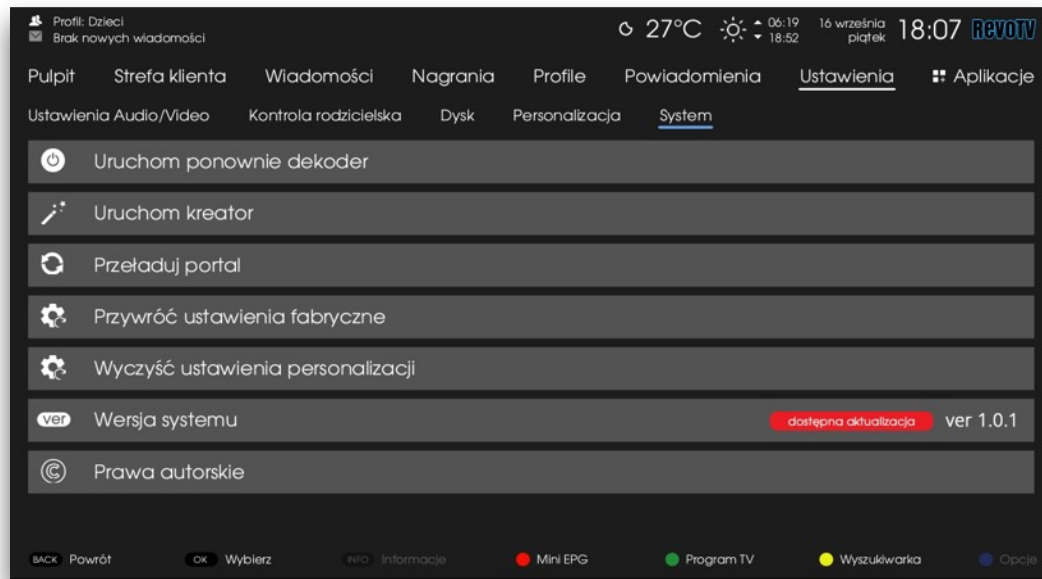 Profil: Dzieci
Brak nowych wiadomości
27°C
06:19
18:52
16 września
piątek
18:07
RevoTV
Pulpit Strefa klienta Wiadomości Nagrania Profile Powiadomienia Ustawienia Aplikacje
Ustawienia Audio/Video Kontrola rodzicielska Dysk Personalizacja System
Uruchom ponownie dekoder
Uruchom kreator
Przeładuj portal
Przywróć ustawienia fabryczne
Wyczyść ustawienia personalizacji
ver Wersja systemu dostępna aktualizacja ver 1.0.1
© Prawa autorskie
BACK Powrót OK Wybierz INFO Informacje Mini EPG Program TV Wyszukiwarka Opcje